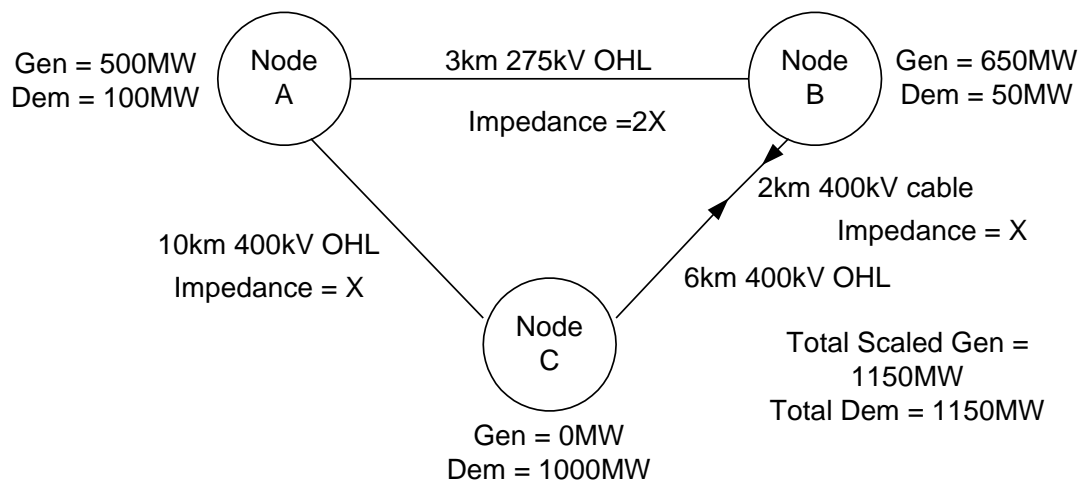 Gen = 500MW
Dem = 100MW
Node
A
3km 275kV OHL
Impedance =2X
Node
B
Gen = 650MW
Dem = 50MW
2km 400kV cable
Impedance = X
10km 400kV OHL
Impedance = X
6km 400kV OHL
Node
C
Total Scaled Gen =
1150MW
Total Dem = 1150MW
Gen = 0MW
Dem = 1000MW